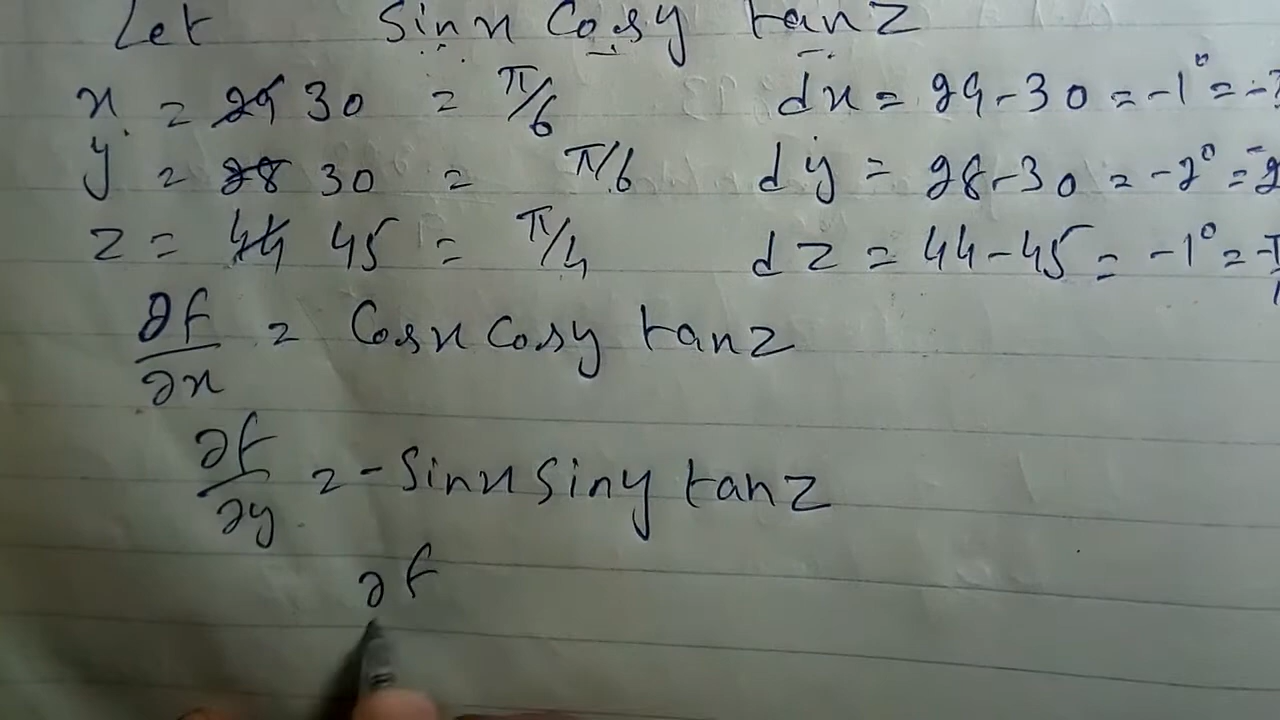 Let Sinx Cosy tanz
x = 29 30 = π/6 dx = 29-30 = -1° = -
y = 28 30 = π/6 dy = 28-30 = -2° = -2
z = 44 45 = π/4 dz = 44-45 = -1° = -π
∂f/∂x = Cosx Cosy tanz
∂f/∂y = -Sinx Siny tanz
∂f